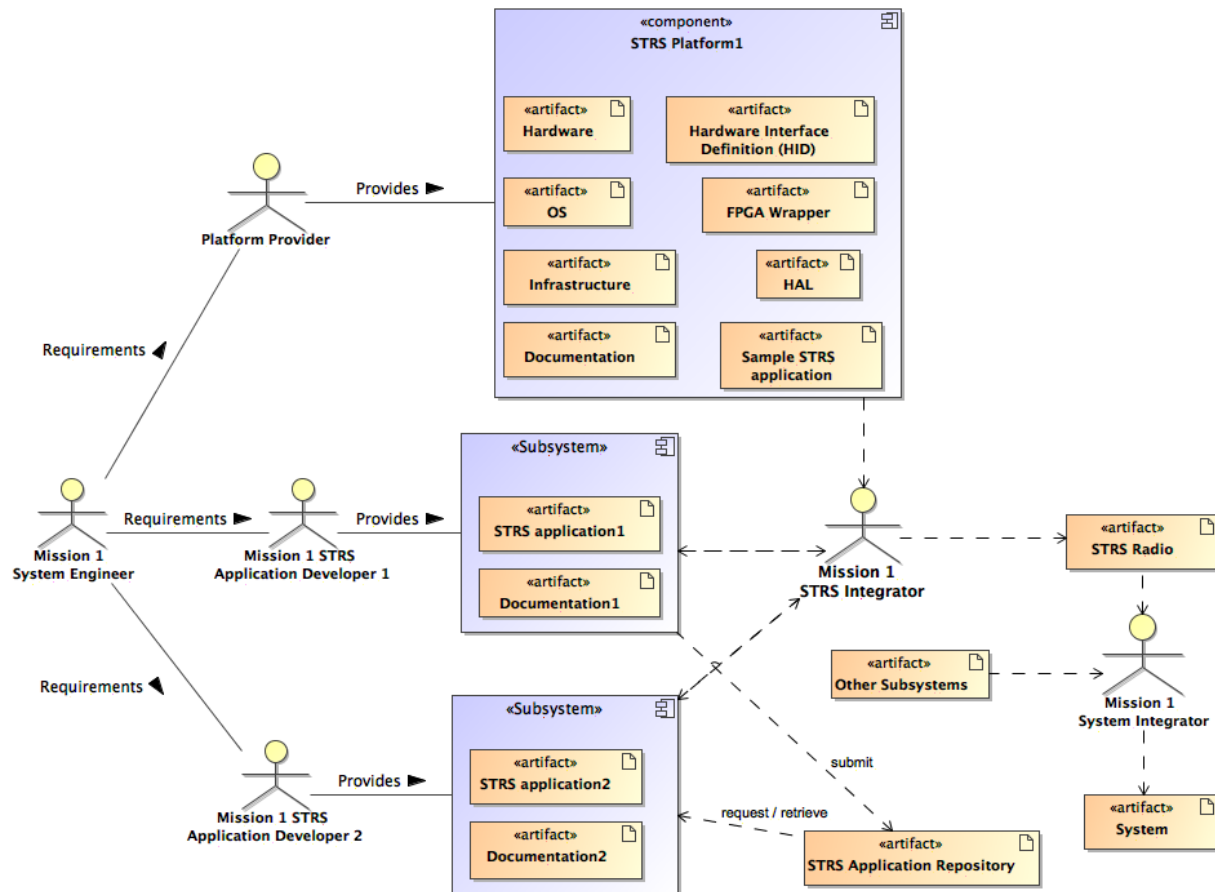 «component»
STRS Platform1
«artifact»
Hardware
«artifact»
Hardware Interface
Definition (HID)
«artifact»
OS
«artifact»
FPGA Wrapper
«artifact»
Infrastructure
«artifact»
HAL
«artifact»
Documentation
«artifact»
Sample STRS
application
Provides
Platform Provider
Requirements
Mission 1
System Engineer
Requirements
Mission 1 STRS
Application Developer 1
Provides
«Subsystem»
«artifact»
STRS application1
«artifact»
Documentation1
Mission 1
STRS Integrator
«artifact»
STRS Radio
«artifact»
Other Subsystems
Mission 1
System Integrator
Requirements
Mission 1 STRS
Application Developer 2
Provides
«Subsystem»
«artifact»
STRS application2
«artifact»
Documentation2
submit
request / retrieve
«artifact»
STRS Application Repository
«artifact»
System